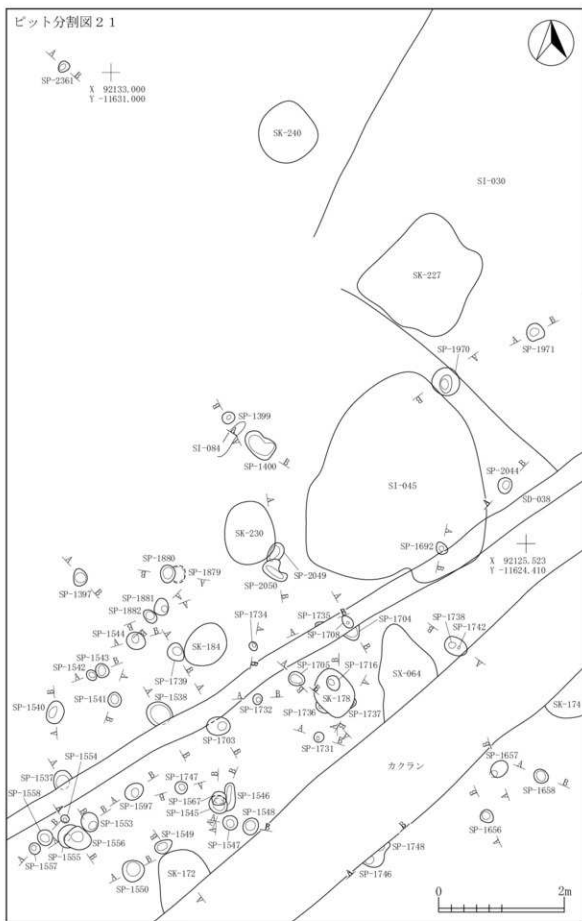 ピット分割図21
A
B
SP-2361
X 92133.000
Y -11631.000
SK-240
SI-030
SK-227
SP-1971
SP-1970
SP-1399
SI-084
SP-1400
SI-045
SP-2044
SD-038
SK-230
SP-1692
X 92125.523
Y -11624.410
SP-1880
SP-1879
SP-2049
SP-2050
SP-1397
SP-1881
SP-1882
SP-1734
SP-1735
SP-1708
SP-1704
SP-1738
SP-1742
SP-1544
SK-184
SP-1543
SP-1542
SP-1739
SP-1705
SP-1716
SK-178
SX-064
SP-1541
SP-1538
SP-1732
SP-1736
SP-1737
SK-174
SP-1540
SP-1703
SP-1731
カクラン
SP-1554
SP-1537
SP-1558
SP-1747
SP-1546
SP-1567
SP-1545
SP-1597
SP-1548
SP-1547
SP-1553
SP-1549
SP-1556
SP-1555
SP-1557
SP-1550
SK-172
SP-1657
SP-1658
SP-1656
SP-1748
SP-1746
0
2m